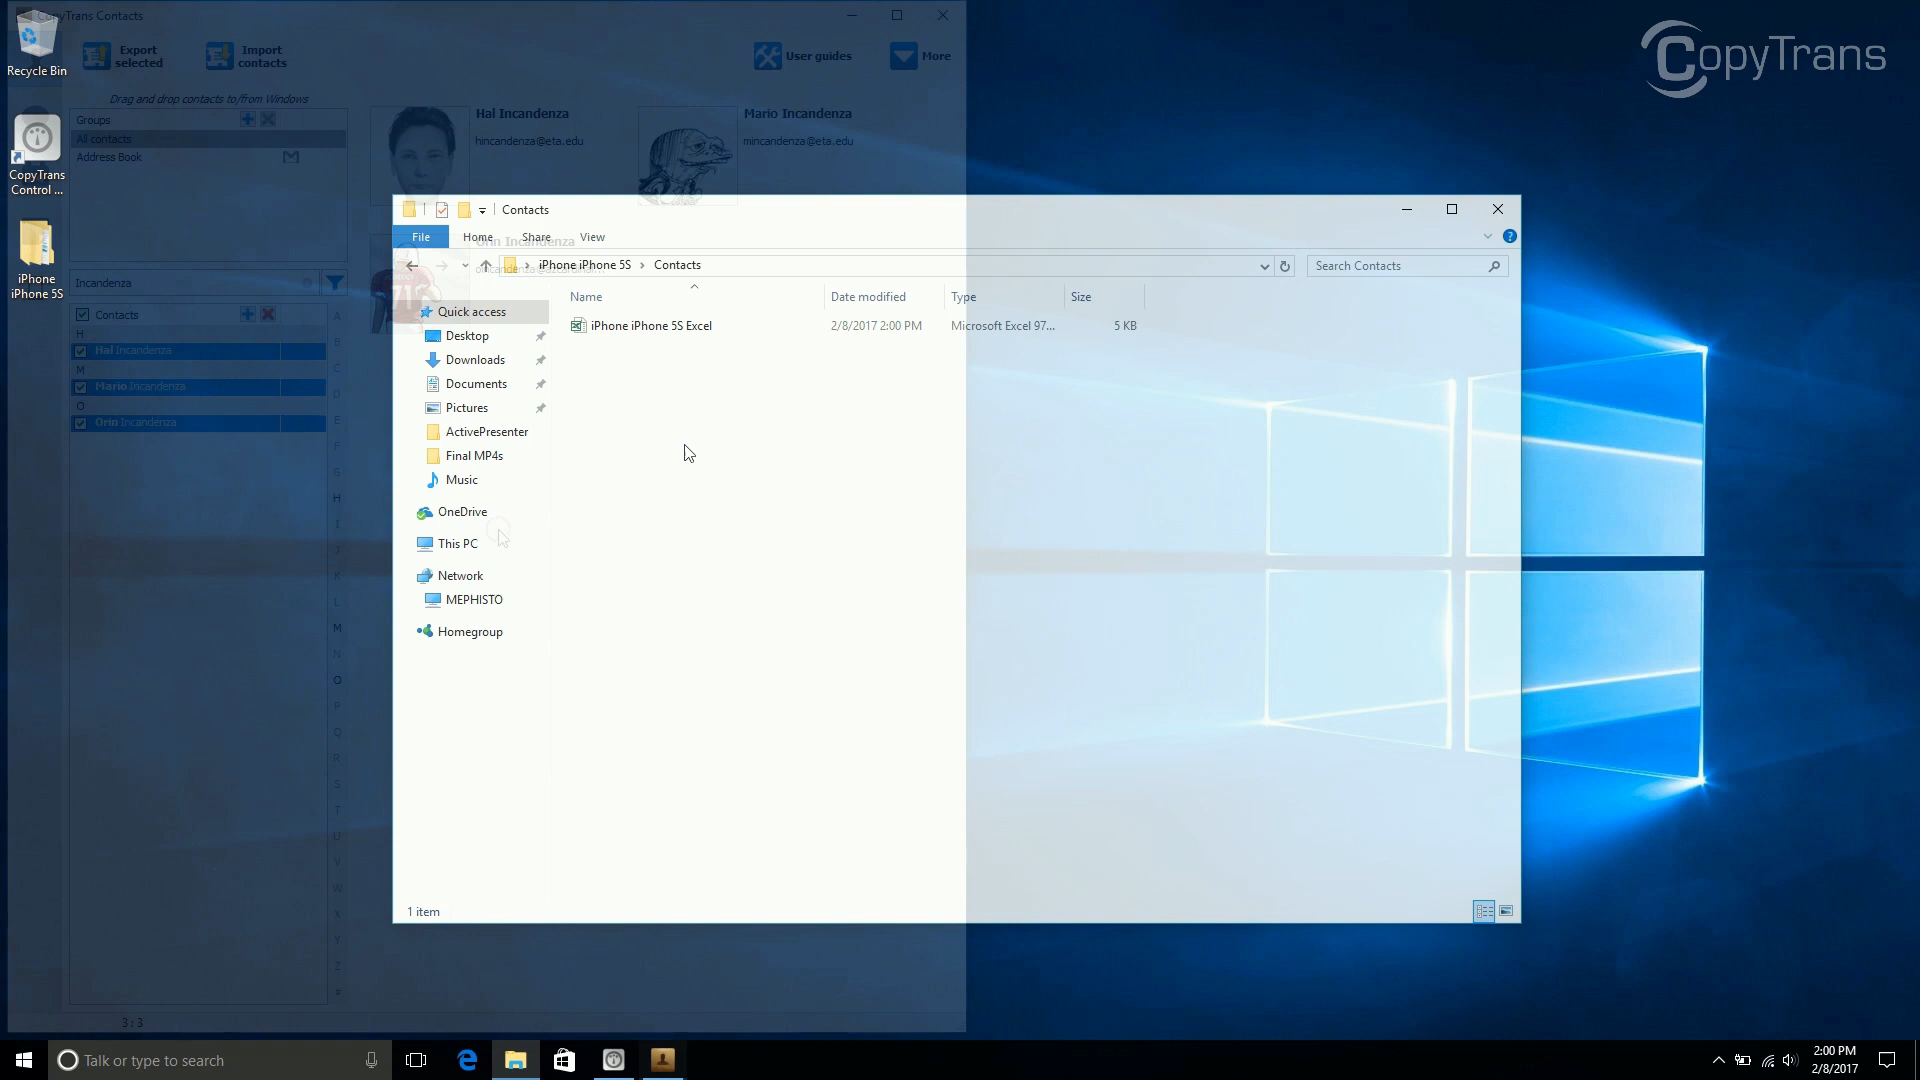 CopyTrans Contacts
Recycle Bin
Export selected
Import contacts
User guides
More
CopyTrans
Drag and drop contacts to/from Windows
Groups
All contacts
Address Book
Hal Incandenza
hincandenza@eta.edu
Mario Incandenza
mincandenza@eta.edu
CopyTrans
Control ...
iPhone
iPhone 5S
Incandenza
Contacts
H
Hal Incandenza
M
Mario Incandenza
O
Orin Incandenza
3 : 3
Contacts
File
Home
Share
View
Orin Incandenza
iPhone iPhone 5S
Contacts
Search Contacts
Name
Date modified
Type
Size
iPhone iPhone 5S Excel
2/8/2017 2:00 PM
Microsoft Excel 97...
5 KB
Quick access
Desktop
Downloads
Documents
Pictures
ActivePresenter
Final MP4s
Music
OneDrive
This PC
Network
MEPHISTO
Homegroup
1 item
A
B
C
D
E
F
G
H
I
J
K
L
M
N
O
P
Q
R
S
T
U
V
W
X
Y
Z
#
Talk or type to search
2:00 PM
2/8/2017